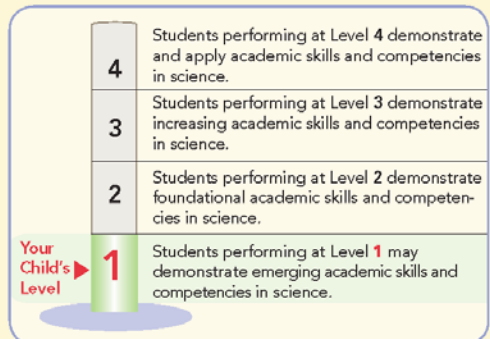 4
Students performing at Level 4 demonstrate
and apply academic skills and competencies
in science.
3
Students performing at Level 3 demonstrate
increasing academic skills and competencies
in science.
2
Students performing at Level 2 demonstrate
foundational academic skills and competen-
cies in science.
Your
Child's
Level
1
Students performing at Level 1 may
demonstrate emerging academic skills and
competencies in science.